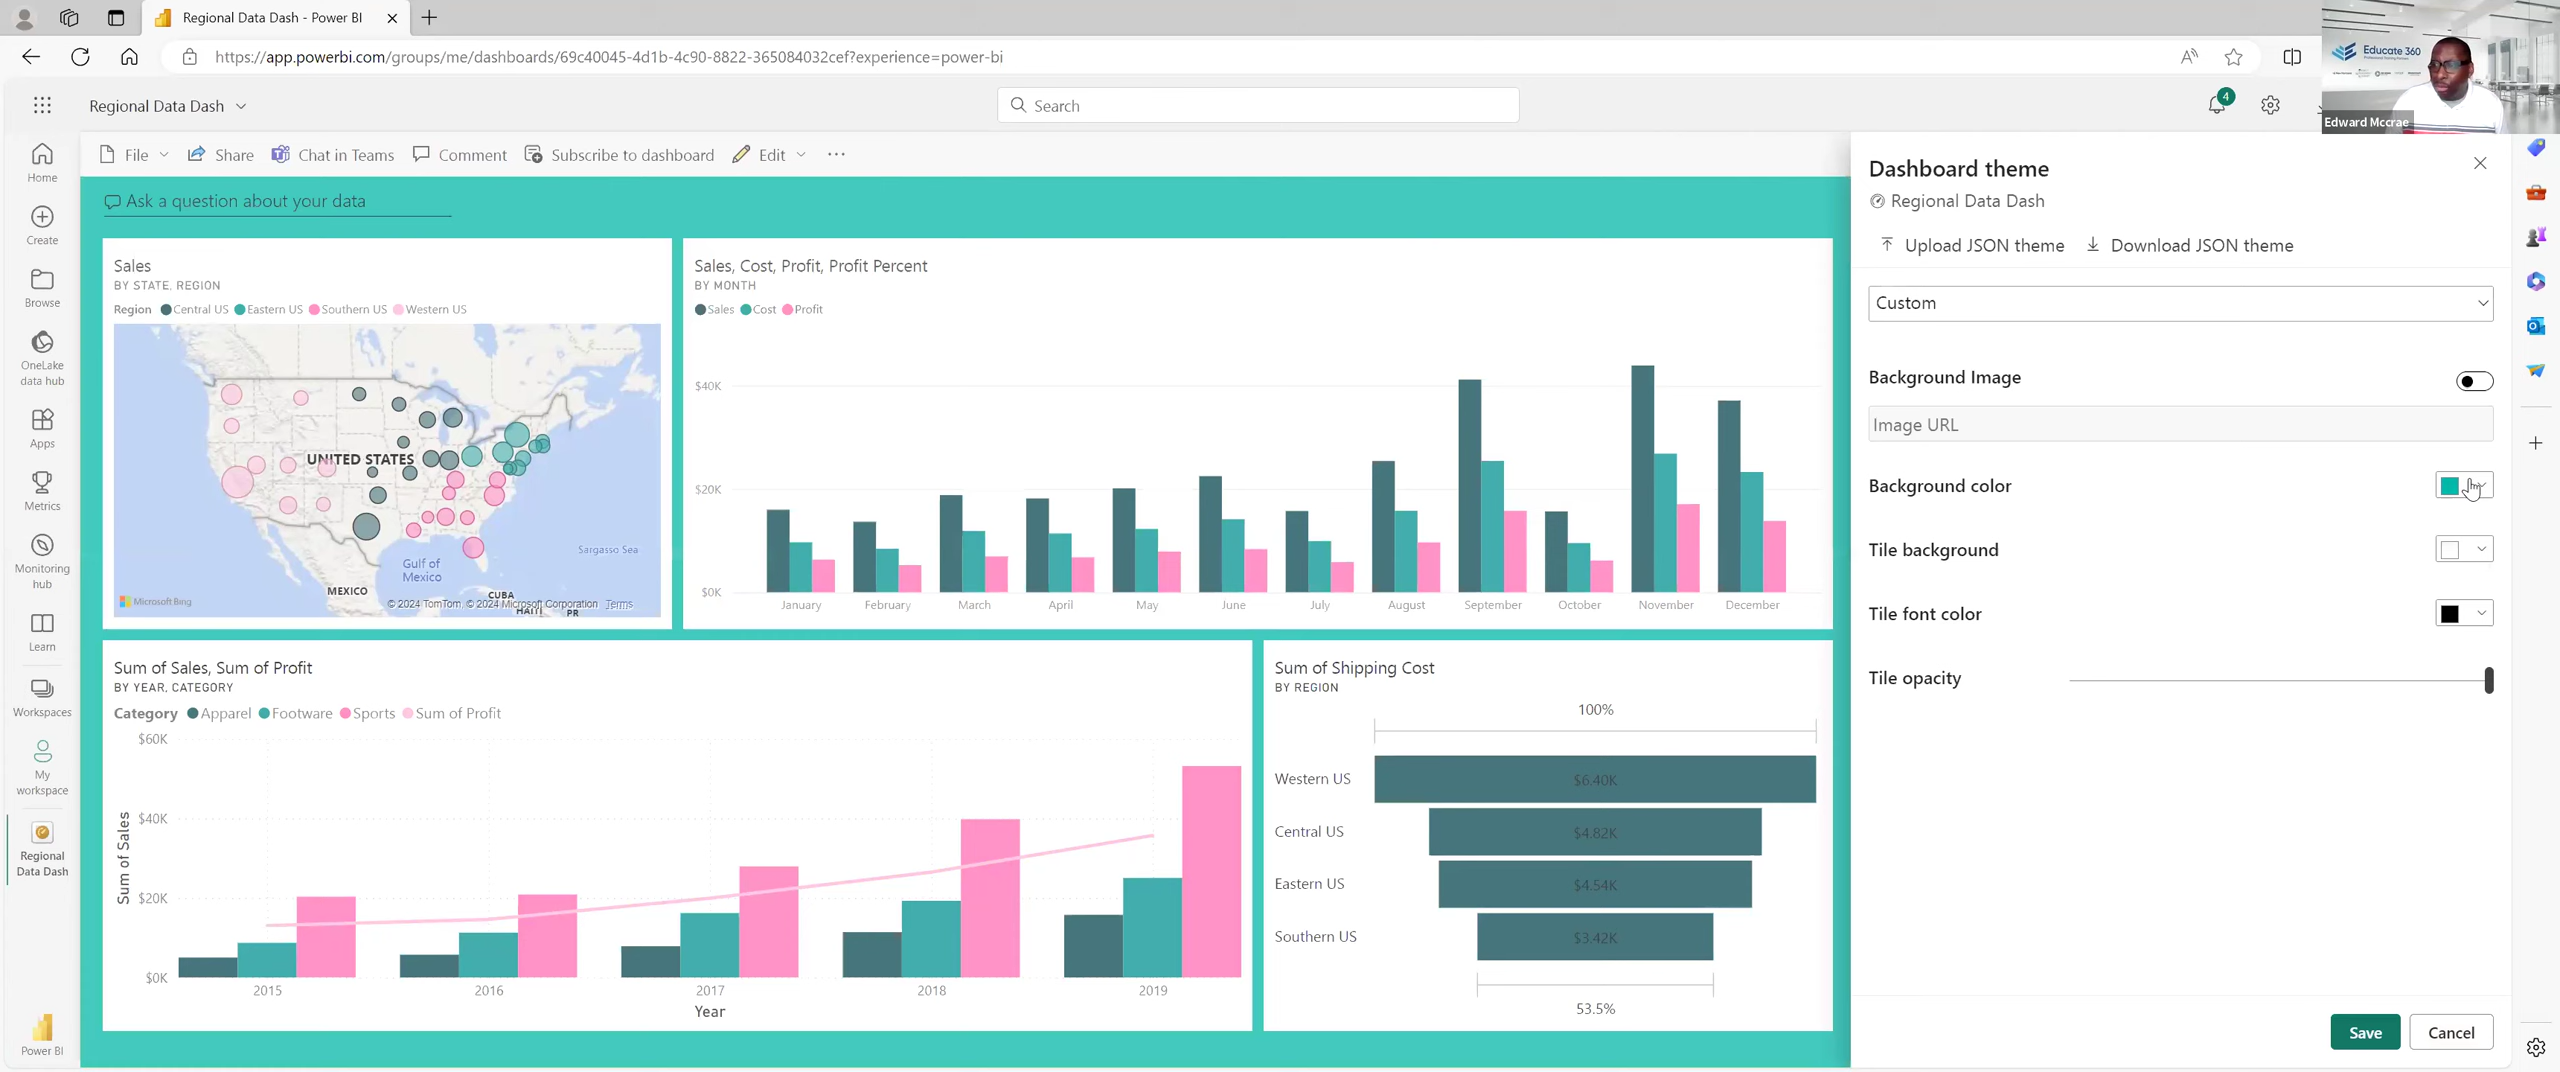 Regional Data Dash - Power BI
https://app.powerbi.com/groups/me/dashboards/69c40045-4d1b-4c90-8822-365084032cef?experience=power-bi
Educate 360
Edward Mccrae
Regional Data Dash
Search
4
File
Share
Chat in Teams
Comment
Subscribe to dashboard
Edit
Home
Create
Browse
OneLake
data hub
Apps
Metrics
Monitoring
hub
Learn
Workspaces
My
workspace
Regional
Data Dash
Power BI
Ask a question about your data
Sales
BY STATE, REGION
Region Central US Eastern US Southern US Western US
UNITED STATES
Sargasso Sea
Gulf of
Mexico
MEXICO
CUBA
HAITI
PR
Microsoft Bing
© 2024 TomTom, © 2024 Microsoft Corporation Terms
Sales, Cost, Profit, Profit Percent
BY MONTH
Sales Cost Profit
$40K
$20K
$0K
January February March April May June July August September October November December
Sum of Sales, Sum of Profit
BY YEAR, CATEGORY
Category Apparel Footware Sports Sum of Profit
$60K
$40K
$20K
$0K
Sum of Sales
2015 2016 2017 2018 2019
Year
Sum of Shipping Cost
BY REGION
100%
Western US $6.40K
Central US $4.82K
Eastern US $4.54K
Southern US $3.42K
53.5%
Dashboard theme
Regional Data Dash
Upload JSON theme Download JSON theme
Custom
Background Image
Image URL
Background color
Tile background
Tile font color
Tile opacity
Save Cancel